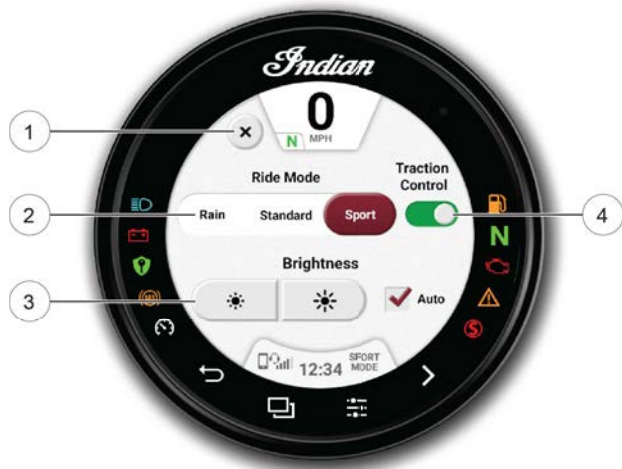 Indian
0
N MPH
1
×
Ride Mode
Traction
Control
2
Rain Standard Sport
4
N
Brightness
3
Auto
ABS
S
12:34 SPORT
MODE